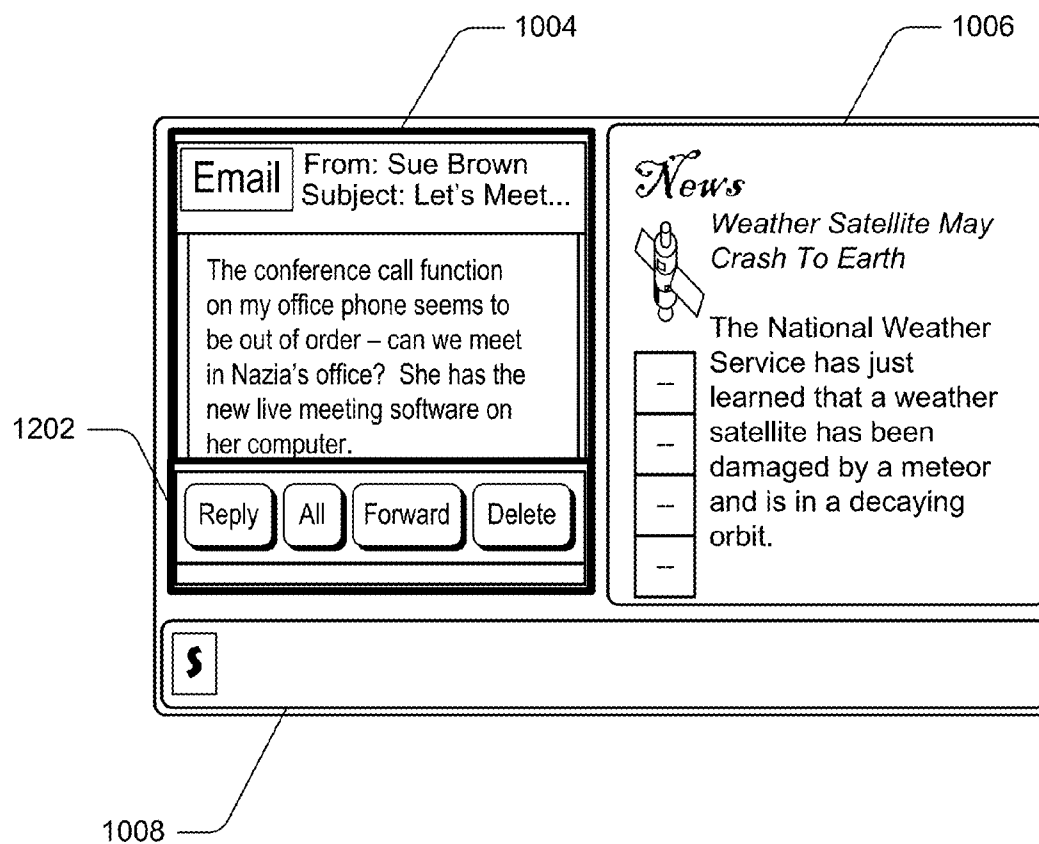 1004
1006
Email
From: Sue Brown
Subject: Let's Meet...
The conference call function
on my office phone seems to
be out of order – can we meet
in Nazia's office?  She has the
new live meeting software on
her computer.
Reply
All
Forward
Delete
News
Weather Satellite May
Crash To Earth
The National Weather
Service has just
learned that a weather
satellite has been
damaged by a meteor
and is in a decaying
orbit.
--
--
--
--
1202
S
1008